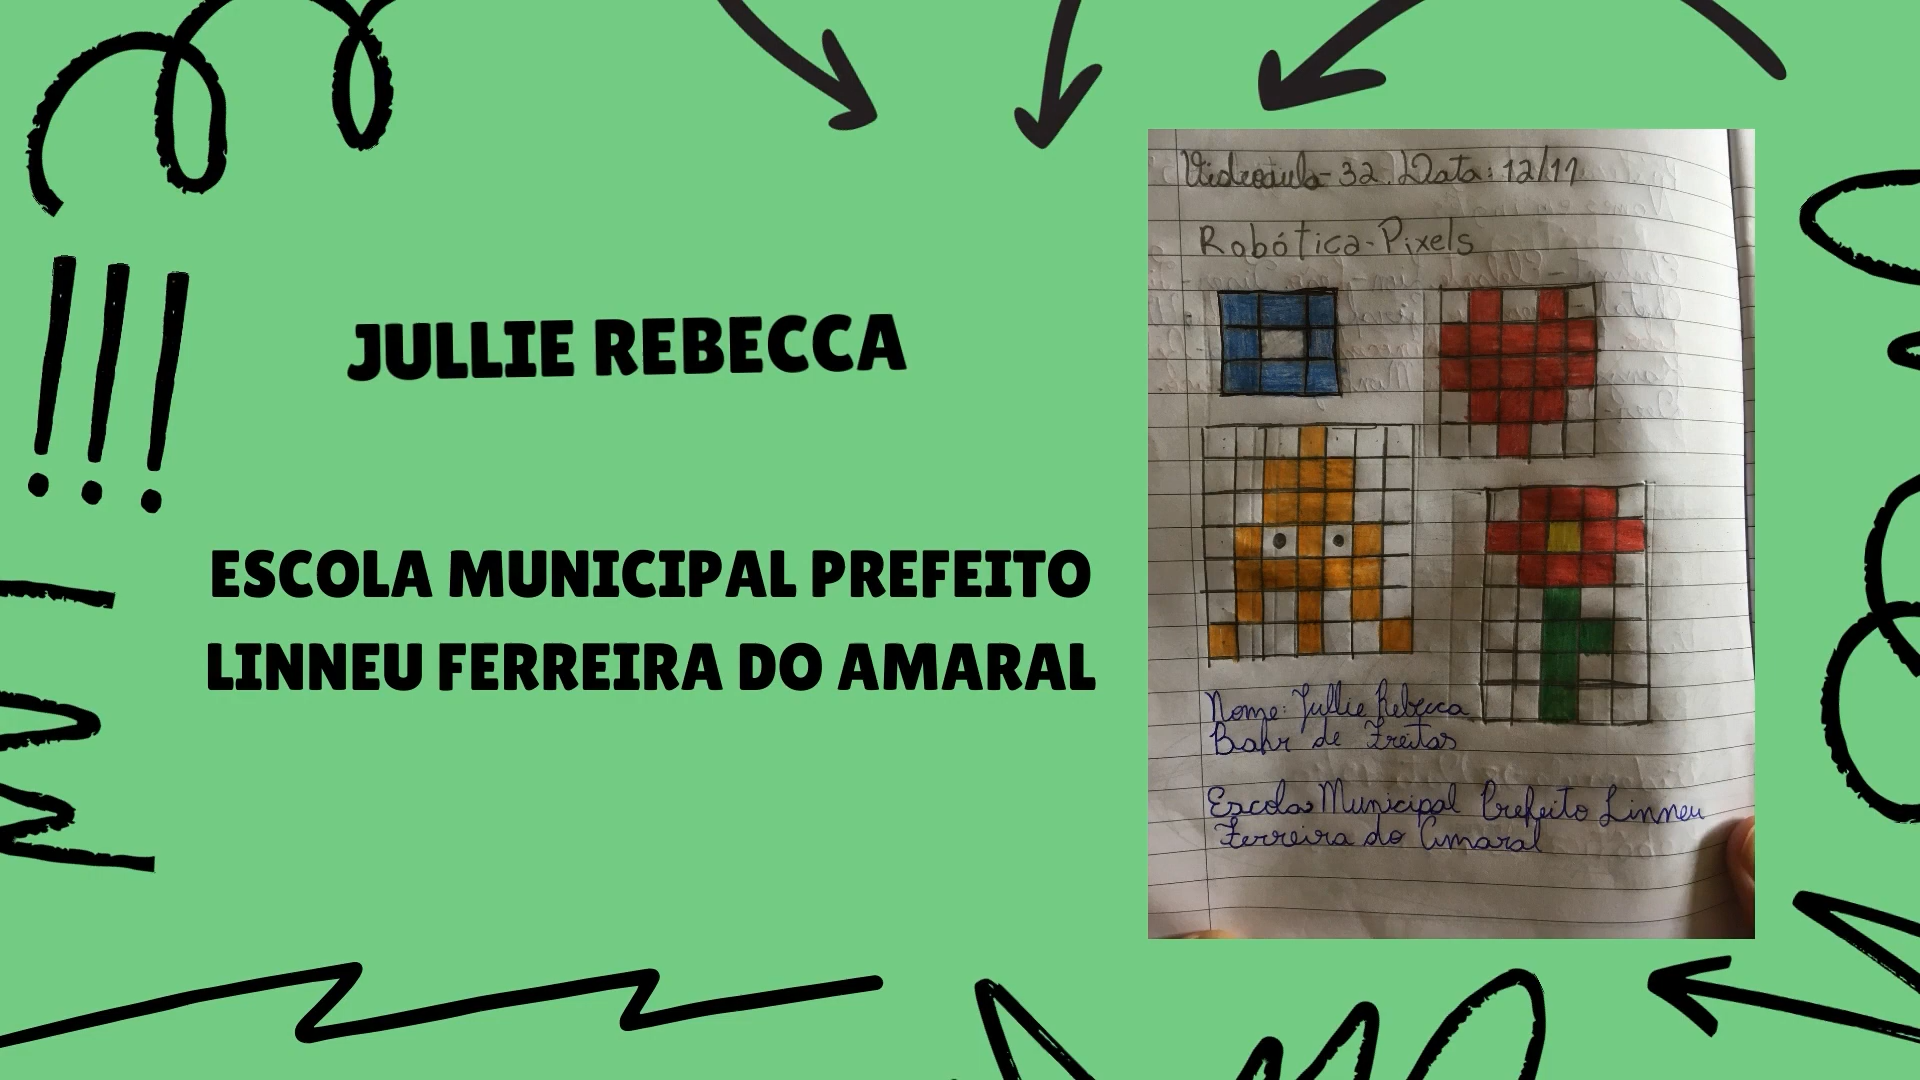 JULLIE REBECCA
ESCOLA MUNICIPAL PREFEITO
LINNEU FERREIRA DO AMARAL
Videoaula-32. Data: 12/11
Robótica-Pixels
Nome: Jullie Rebecca
Bahr de Freitas
Escola Municipal Prefeito Linneu
Ferreira do Amaral